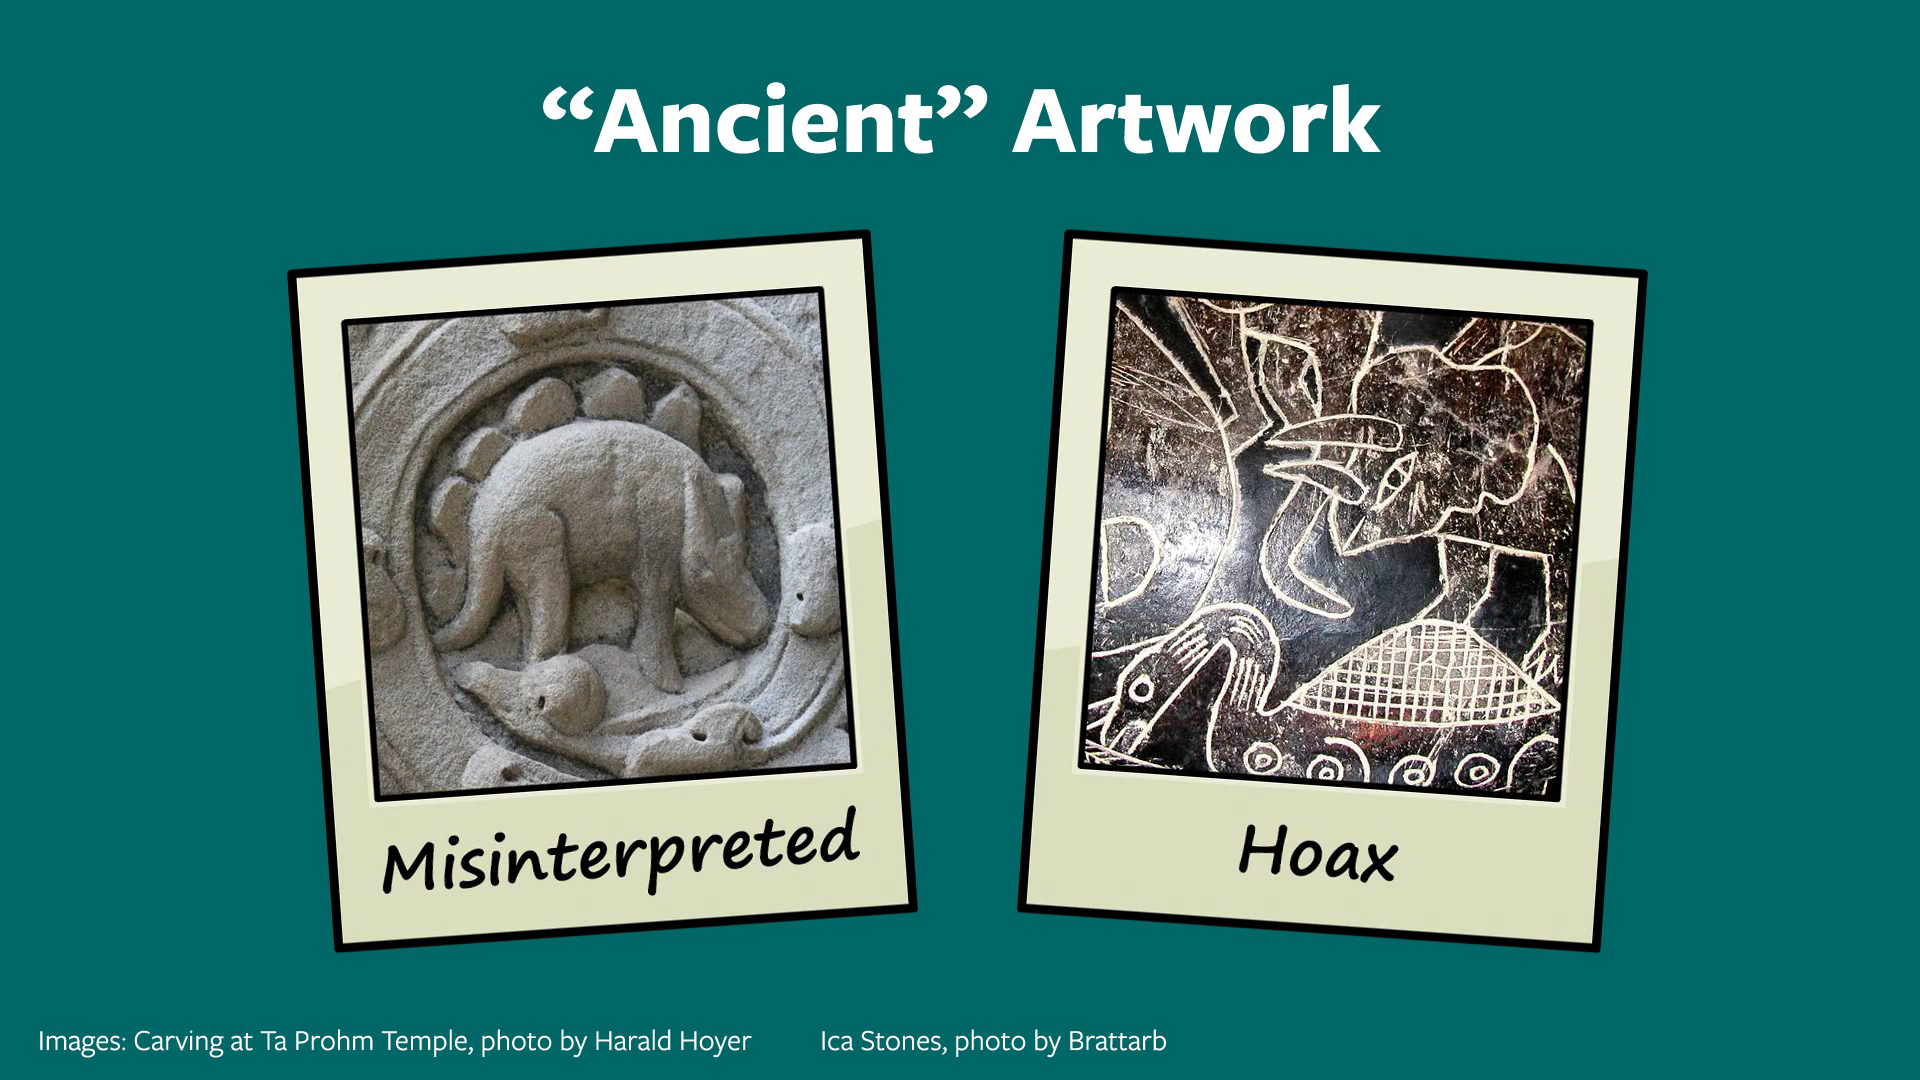 “Ancient” Artwork
Misinterpreted
Hoax
Images: Carving at Ta Prohm Temple, photo by Harald Hoyer
Ica Stones, photo by Brattarb